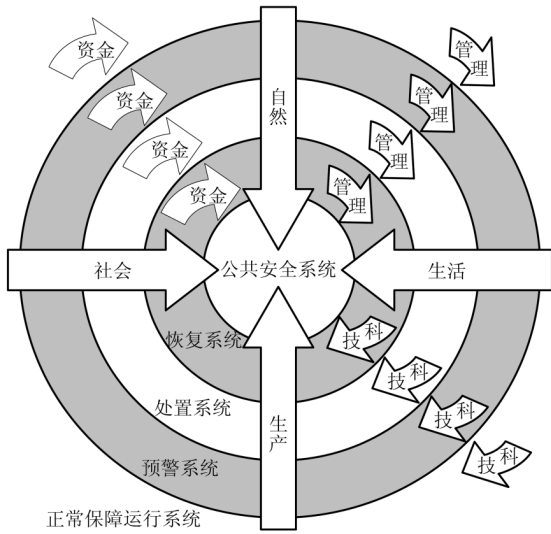 资金
管理
资金
管理
自然
资金
管理
资金
管理
社会
公共安全系统
生活
恢复系统
科技
处置系统
科技
生产
科技
预警系统
科技
正常保障运行系统